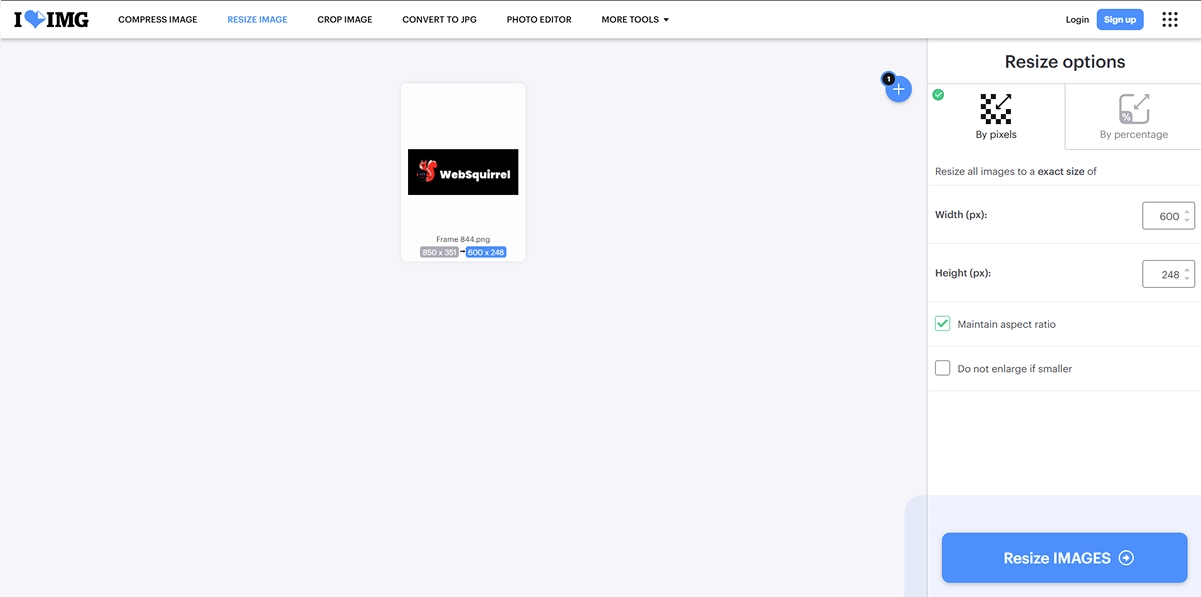 I IMG
COMPRESS IMAGE
RESIZE IMAGE
CROP IMAGE
CONVERT TO JPG
PHOTO EDITOR
MORE TOOLS
Login
Sign up
1
WebSquirrel
Frame 844.png
850 x 351
600 x 248
Resize options
%
By pixels
By percentage
Resize all images to a exact size of
Width (px):
600
Height (px):
248
Maintain aspect ratio
Do not enlarge if smaller
Resize IMAGES